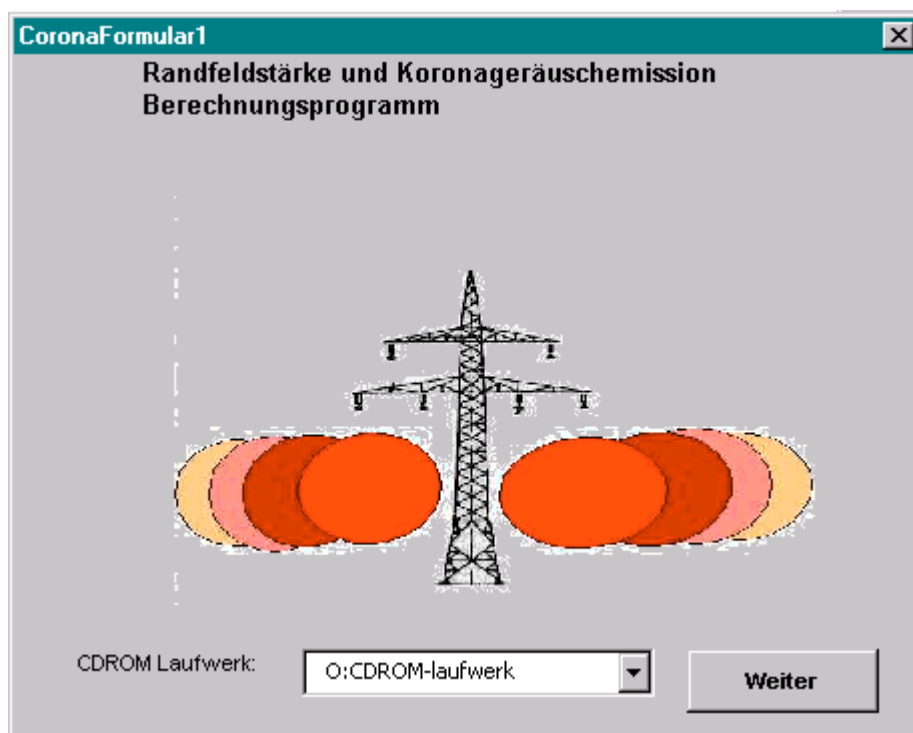 CoronaFormular1
Randfeldstärke und Koronageräuschemission
Berechnungsprogramm
CDROM Laufwerk:
O:CDROM-laufwerk
Weiter